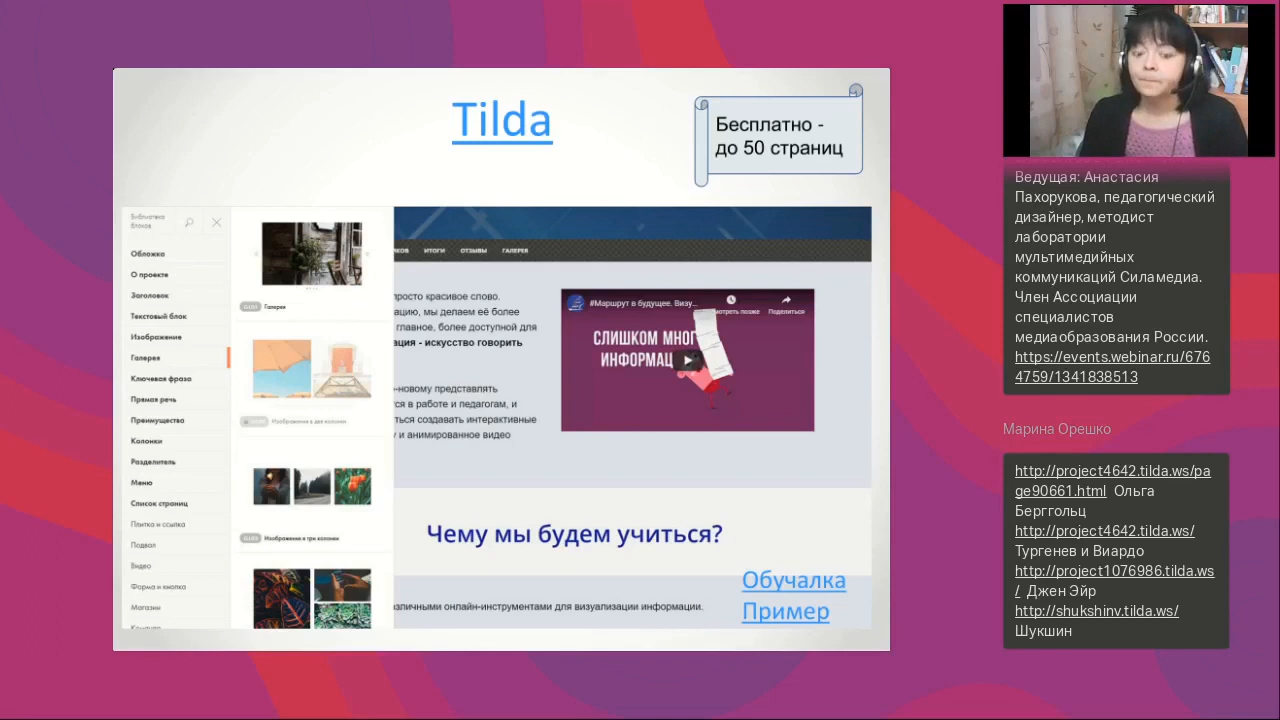 Tilda
Бесплатно -
до 50 страниц
Библиотека
блоков
Обложка
О проекте
Заголовок
Текстовый блок
Изображение
Галерея
Ключевая фраза
Прямая речь
Преимущества
Колонки
Разделитель
Меню
Список страниц
Плитка и ссылка
Подвал
Видео
Форма и кнопка
Магазин
Галерея
Изображения в две колонки
Изображения в три колонки
ИТОГИ ОТЗЫВЫ ГАЛЕРЕЯ
просто красивое слово.
ацию, мы делаем её более
главное, более доступной для
ация - искусство говорить
-новому представлять
тся в работе и педагогам, и
ться создавать интерактивные
у и анимированное видео
#Маршрут в будущее. Визу...
мотреть позже Поделиться
СЛИШКОМ МНОГ
ИНФОРМАЦ
Чему мы будем учиться?
азличными онлайн-инструментами для визуализации информации.
Обучалка
Пример
Ведущая: Анастасия
Пахорукова, педагогический
дизайнер, методист
лаборатории
мультимедийных
коммуникаций Силамедиа.
Член Ассоциации
специалистов
медиаобразования России.
https://events.webinar.ru/676
4759/1341838513
Марина Орешко
http://project4642.tilda.ws/pa
ge90661.html Ольга
Берггольц
http://project4642.tilda.ws/
Тургенев и Виардо
http://project1076986.tilda.ws
/ Джен Эйр
http://shukshinv.tilda.ws/
Шукшин